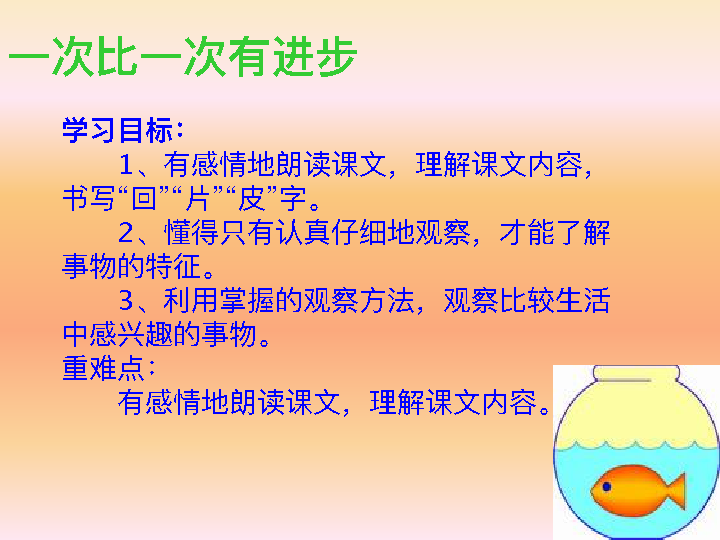 一次比一次有进步
学习目标：
1、有感情地朗读课文，理解课文内容，
书写“回”“片”“皮”字。
2、懂得只有认真仔细地观察，才能了解
事物的特征。
3、利用掌握的观察方法，观察比较生活
中感兴趣的事物。
重难点：
有感情地朗读课文，理解课文内容。